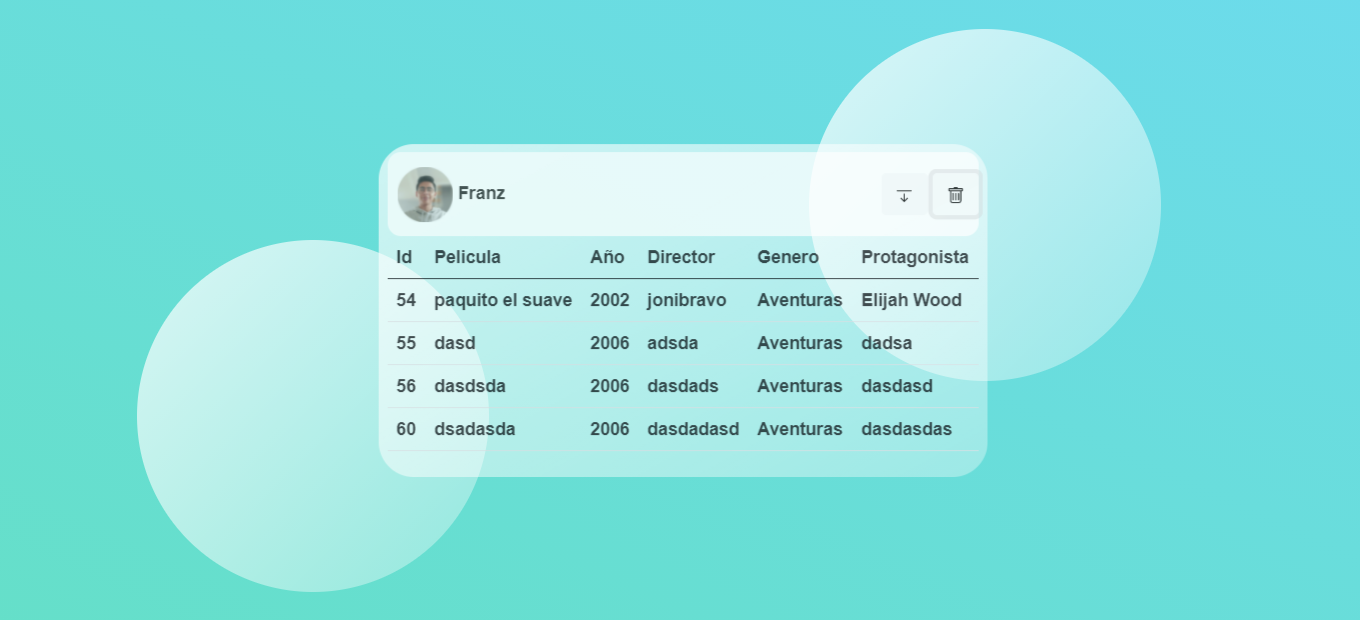 Franz
Id Pelicula Año Director Genero Protagonista
54 paquito el suave 2002 jonibravo Aventuras Elijah Wood
55 dasd 2006 adsda Aventuras dadsa
56 dasdsda 2006 dasdads Aventuras dasdasd
60 dsadasda 2006 dasdadasd Aventuras dasdasdas